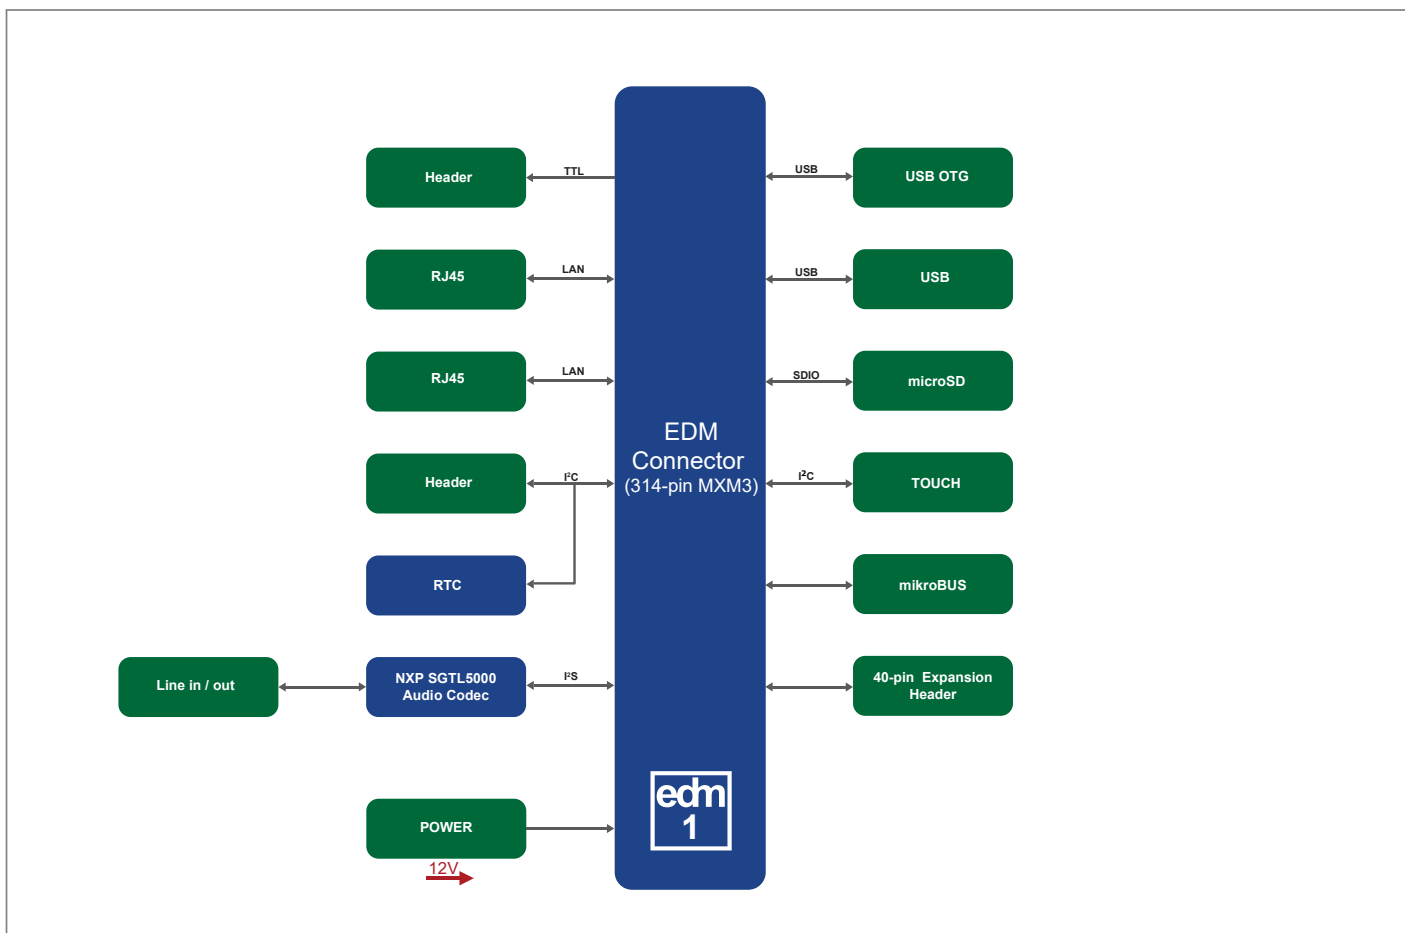 Header
TTL
USB
USB OTG
RJ45
LAN
USB
USB
RJ45
LAN
SDIO
microSD
EDM
Connector
(314-pin MXM3)
Header
I²C
I²C
TOUCH
RTC
mikroBUS
Line in / out
NXP SGTL5000
Audio Codec
I²S
40-pin Expansion
Header
edm
1
POWER
12V